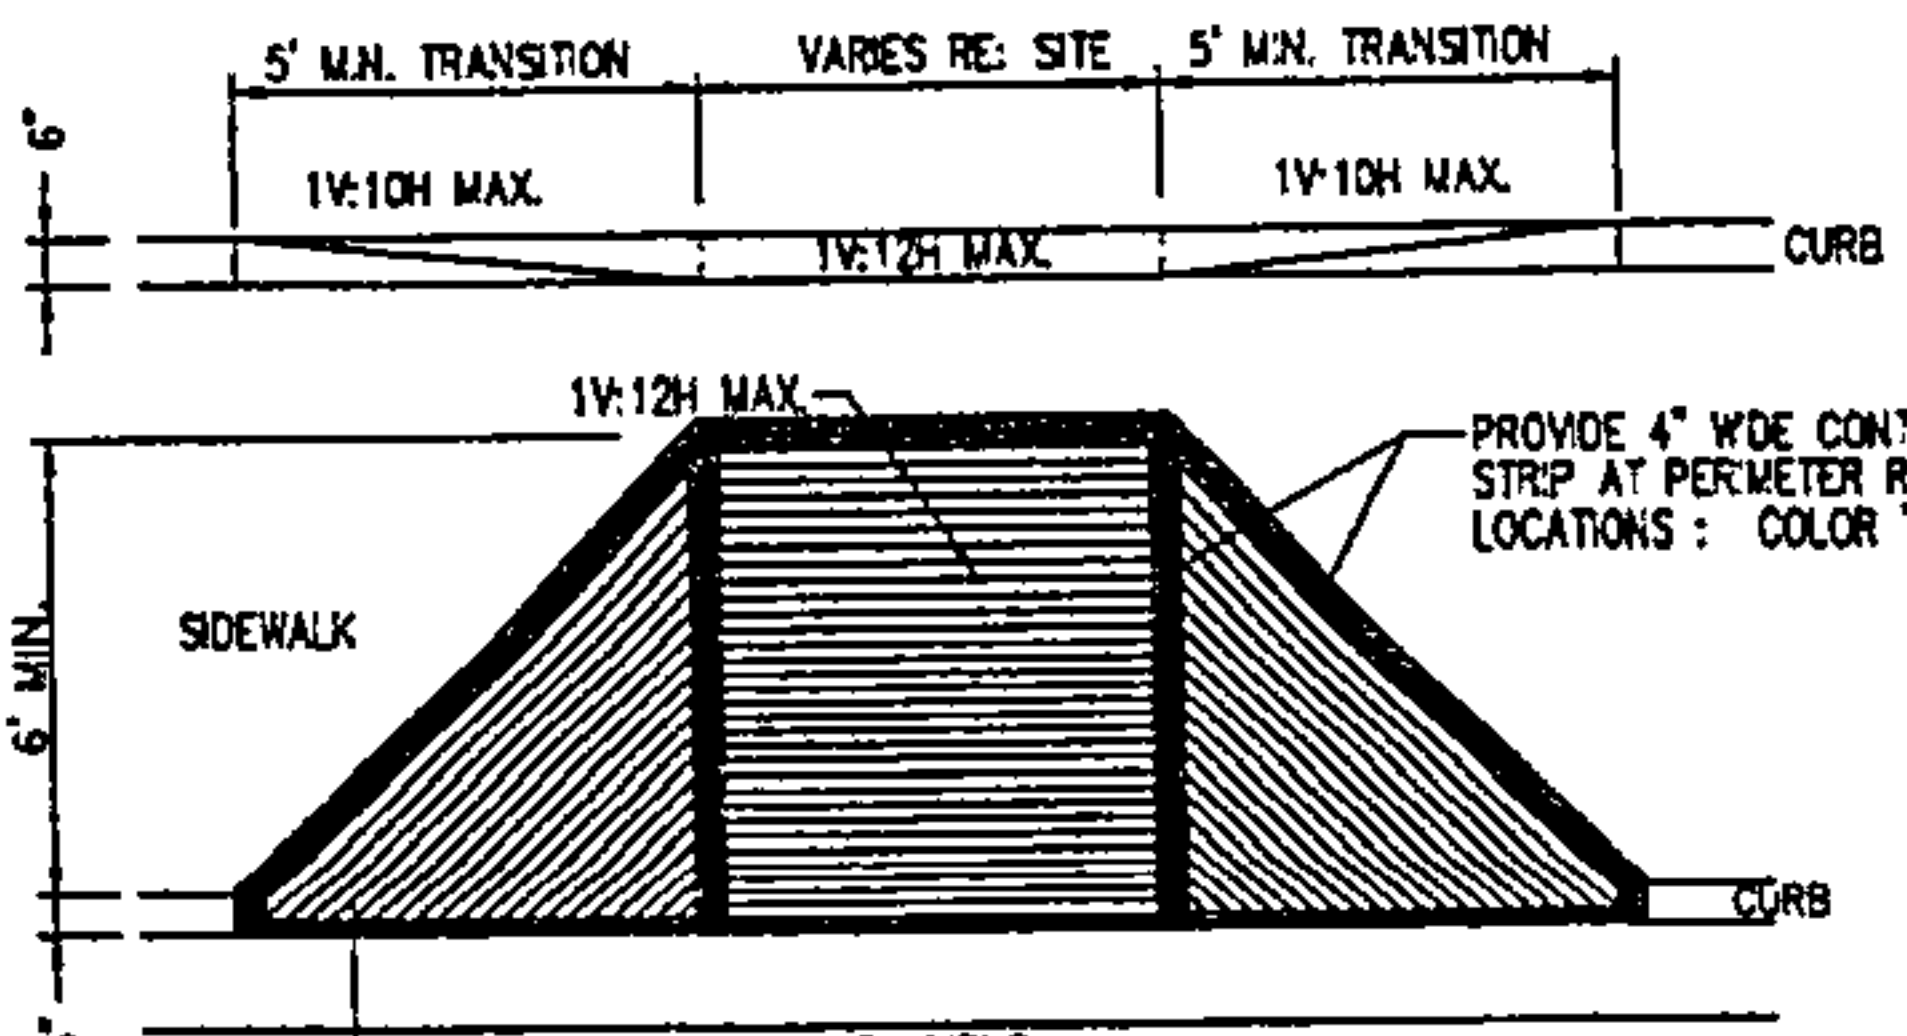 5' MIN. TRANSITION
VARIES RE: SITE
5' MIN. TRANSITION
6"
1V:10H MAX.
1V:10H MAX.
1V:12H MAX.
CURB
1V:12H MAX.
PROVIDE 4" WIDE CONT
STRIP AT PERIMETER R
LOCATIONS : COLOR
SIDEWALK
6' MIN.
CURB